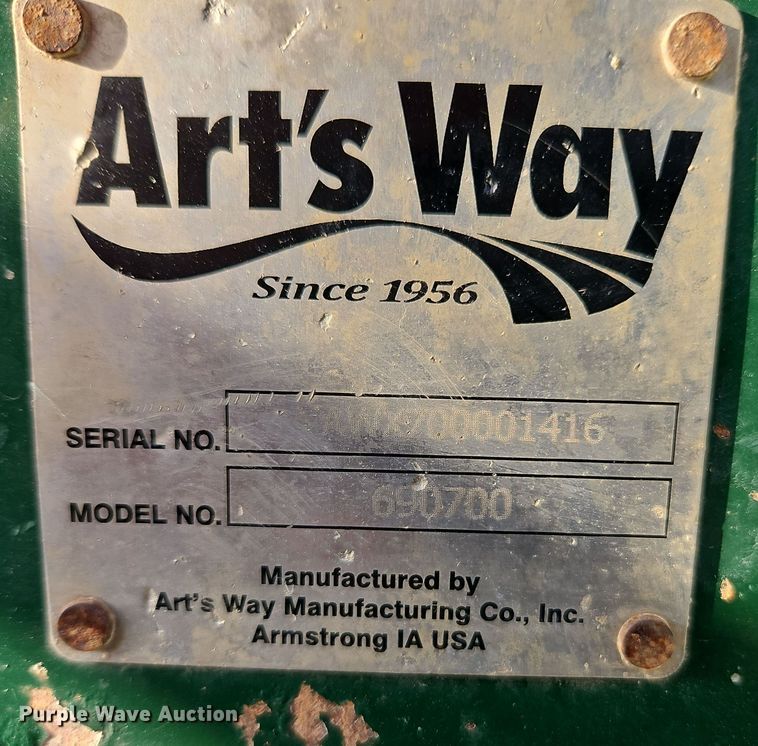 Art's Way
Since 1956
SERIAL NO.
MODEL NO. 690700
Manufactured by
Art's Way Manufacturing Co., Inc.
Armstrong IA USA
Purple Wave Auction